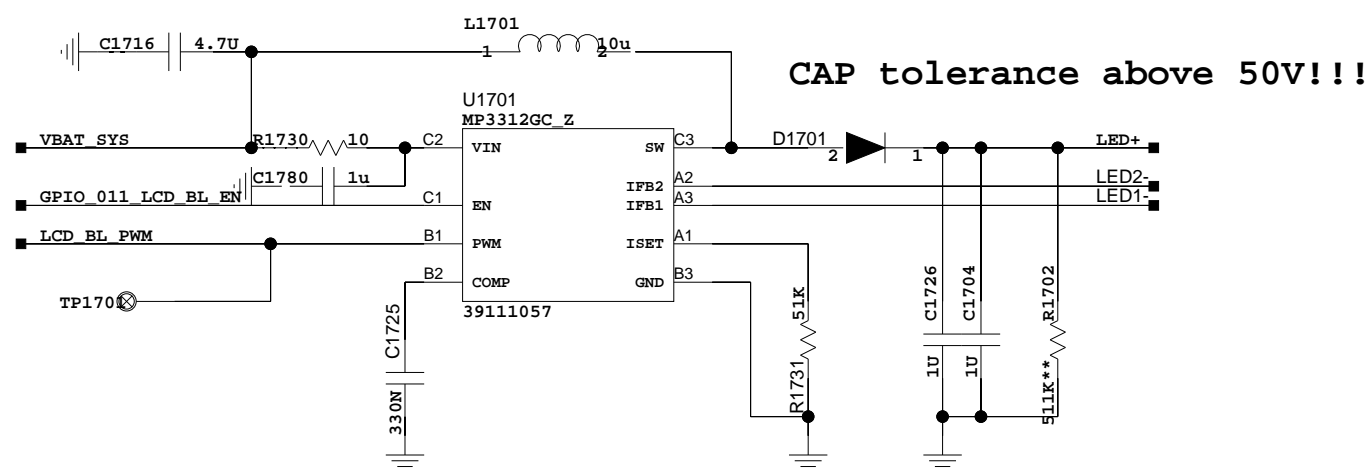 L1701
C1716 4.7U
1 2 10u
CAP tolerance above 50V!!!
U1701
MP3312GC_Z
VBAT_SYS R1730 10 C2 VIN SW C3 D1701 2 1 LED+
C1780 1u
IFB2 A2 LED2-
GPIO_011_LCD_BL_EN C1 EN IFB1 A3 LED1-
LCD_BL_PWM B1 PWM ISET A1
B2 COMP GND B3
TP1701
39111057
C1725
330N
51K
R1731
C1726
1U
C1704
1U
R1702
511K**